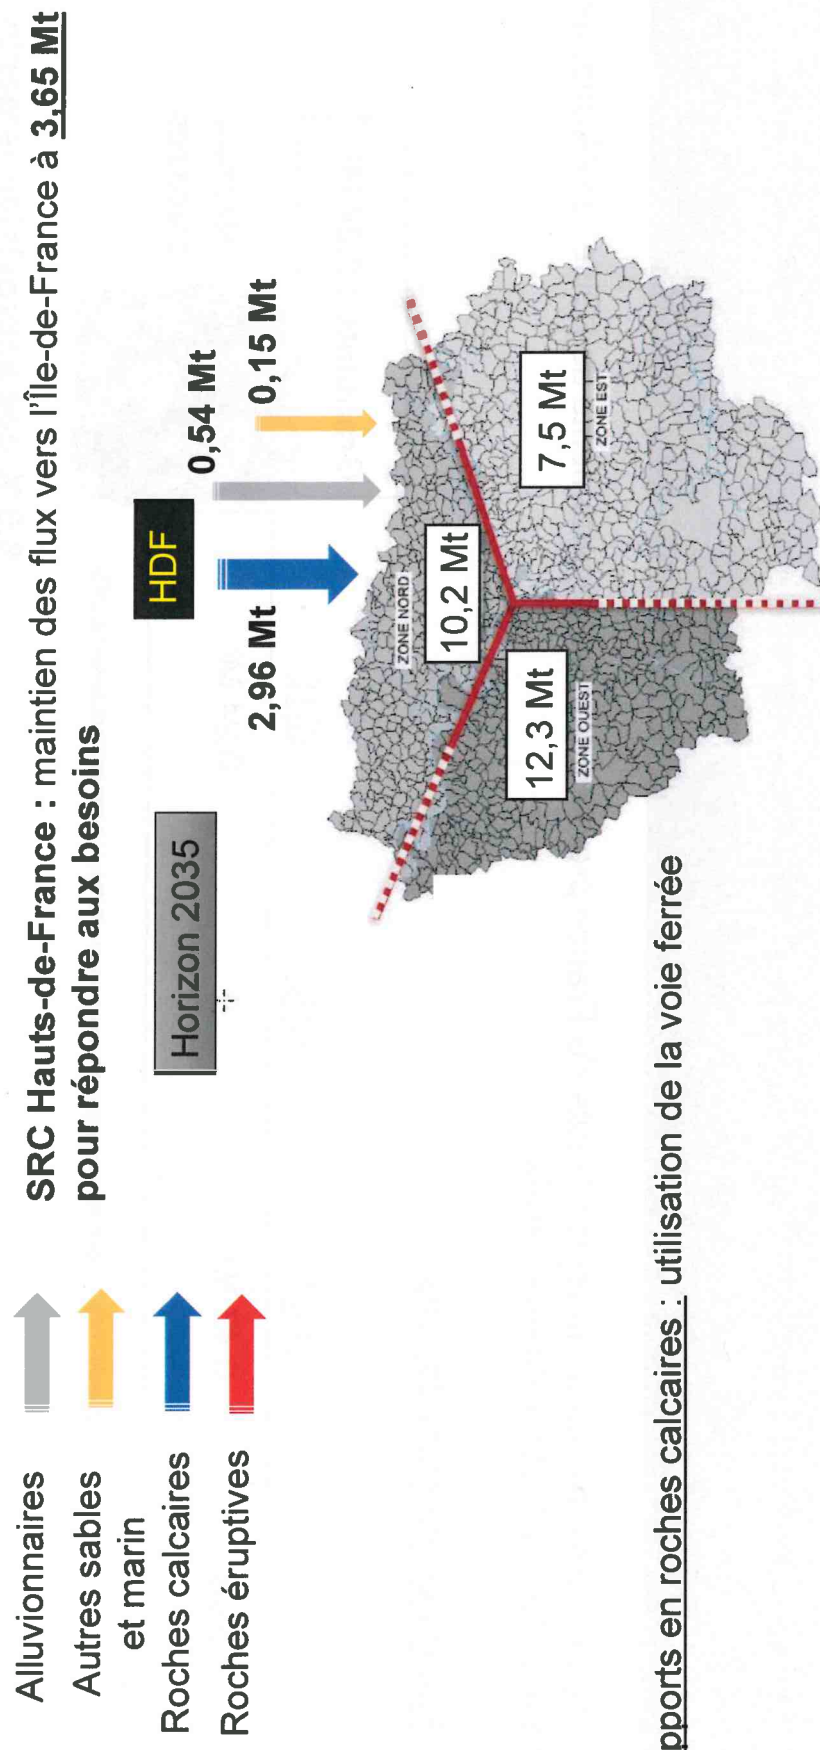 SRC Hauts-de-France : maintien des flux vers l'Île-de-France à 3,65 Mt
pour répondre aux besoins
Alluvionnaires
Autres sables
et marin
Roches calcaires
Roches éruptives
Horizon 2035
HDF
2,96 Mt
0,54 Mt
0,15 Mt
ZONE NORD
10,2 Mt
12,3 Mt
ZONE OUEST
7,5 Mt
ZONE EST
pports en roches calcaires : utilisation de la voie ferrée